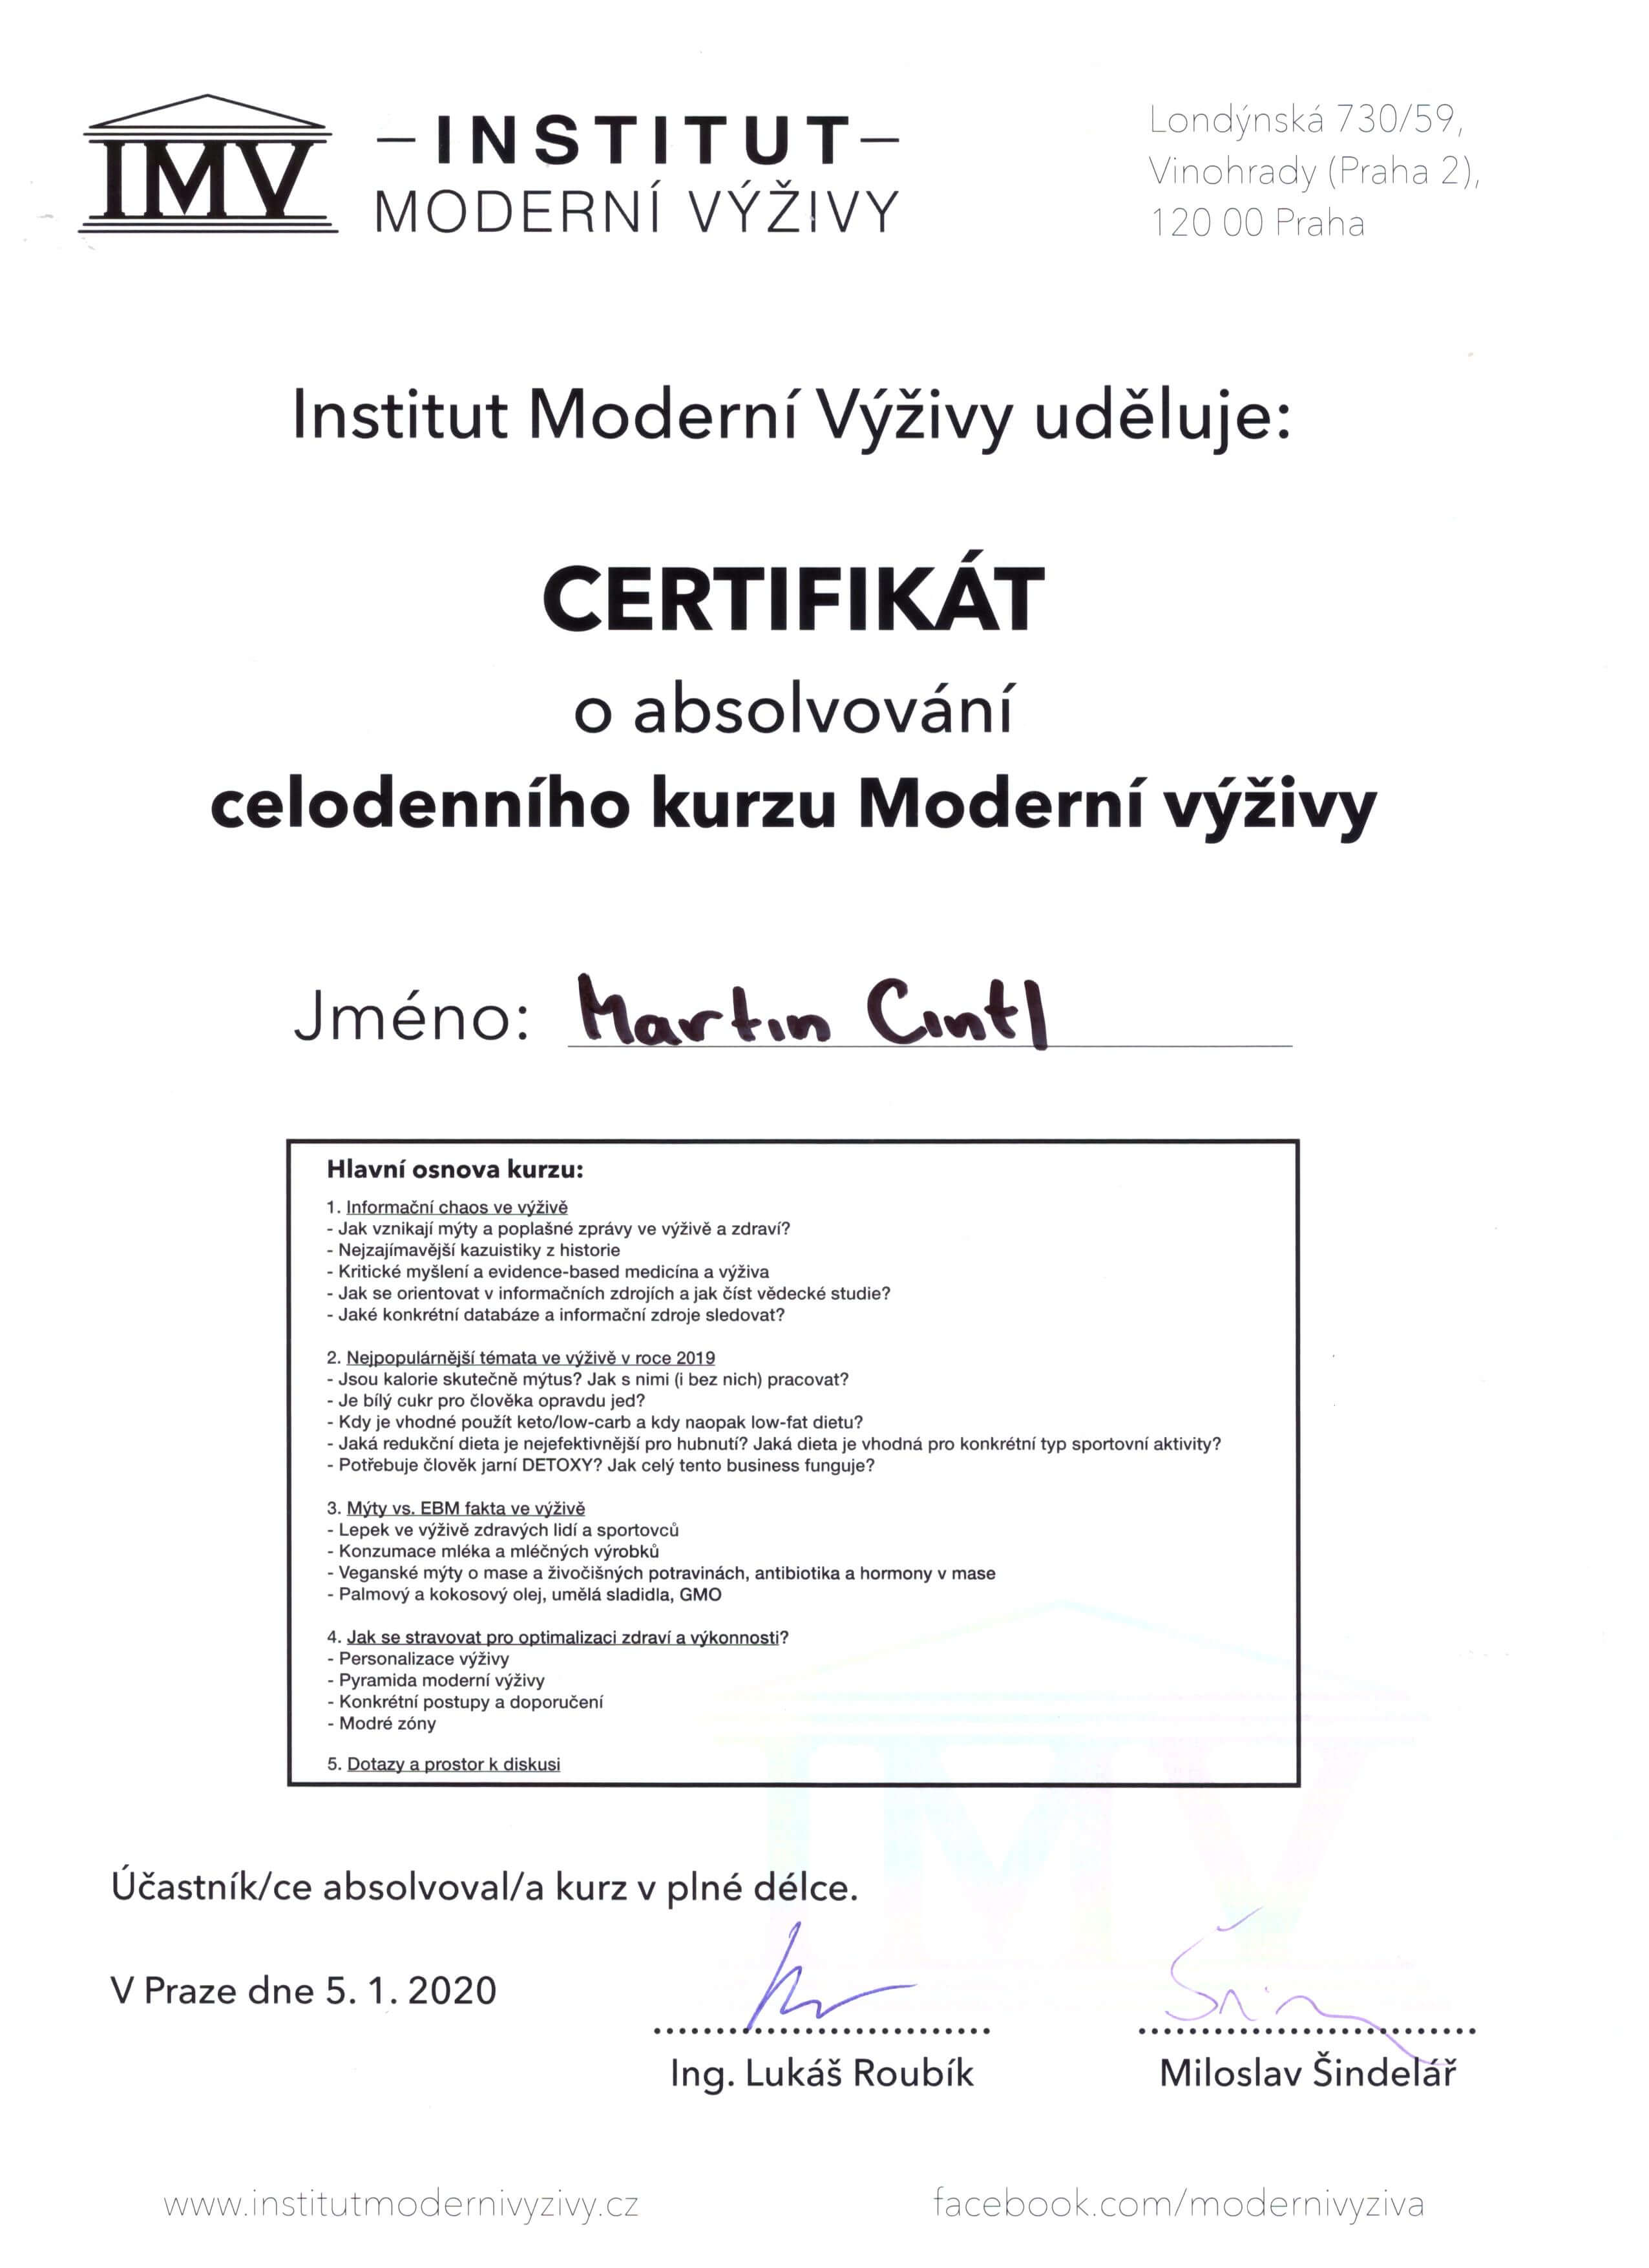 IMV
– INSTITUT –
MODERNÍ VÝŽIVY
Londýnská 730/59,
Vinohrady (Praha 2),
120 00 Praha
Institut Moderní Výživy uděluje:
CERTIFIKÁT
o absolvování
celodenního kurzu Moderní výživy
Jméno: Martin Cintl
Hlavní osnova kurzu:
1. Informační chaos ve výživě
- Jak vznikají mýty a poplašné zprávy ve výživě a zdraví?
- Nejzajímavější kazuistiky z historie
- Kritické myšlení a evidence-based medicína a výživa
- Jak se orientovat v informačních zdrojích a jak číst vědecké studie?
- Jaké konkrétní databáze a informační zdroje sledovat?
2. Nejpopulárnější témata ve výživě v roce 2019
- Jsou kalorie skutečně mýtus? Jak s nimi (i bez nich) pracovat?
- Je bílý cukr pro člověka opravdu jed?
- Kdy je vhodné použít keto/low-carb a kdy naopak low-fat dietu?
- Jaká redukční dieta je nejefektivnější pro hubnutí? Jaká dieta je vhodná pro konkrétní typ sportovní aktivity?
- Potřebuje člověk jarní DETOXY? Jak celý tento business funguje?
3. Mýty vs. EBM fakta ve výživě
- Lepek ve výživě zdravých lidí a sportovců
- Konzumace mléka a mléčných výrobků
- Veganské mýty o mase a živočišných potravinách, antibiotika a hormony v mase
- Palmový a kokosový olej, umělá sladidla, GMO
4. Jak se stravovat pro optimalizaci zdraví a výkonnosti?
- Personalizace výživy
- Pyramida moderní výživy
- Konkrétní postupy a doporučení
- Modré zóny
5. Dotazy a prostor k diskusi
IMV
Účastník/ce absolvoval/a kurz v plné délce.
V Praze dne 5. 1. 2020
Ing. Lukáš Roubík
Miloslav Šindelář
www.institutmodernivyzivy.cz
facebook.com/modernivyziva